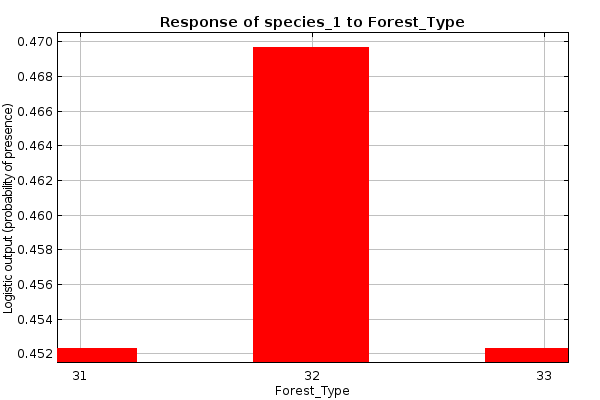 Response of species_1 to Forest_Type
Logistic output (probability of presence)
0.470
0.468
0.466
0.464
0.462
0.460
0.458
0.456
0.454
0.452
31 32 33
Forest_Type